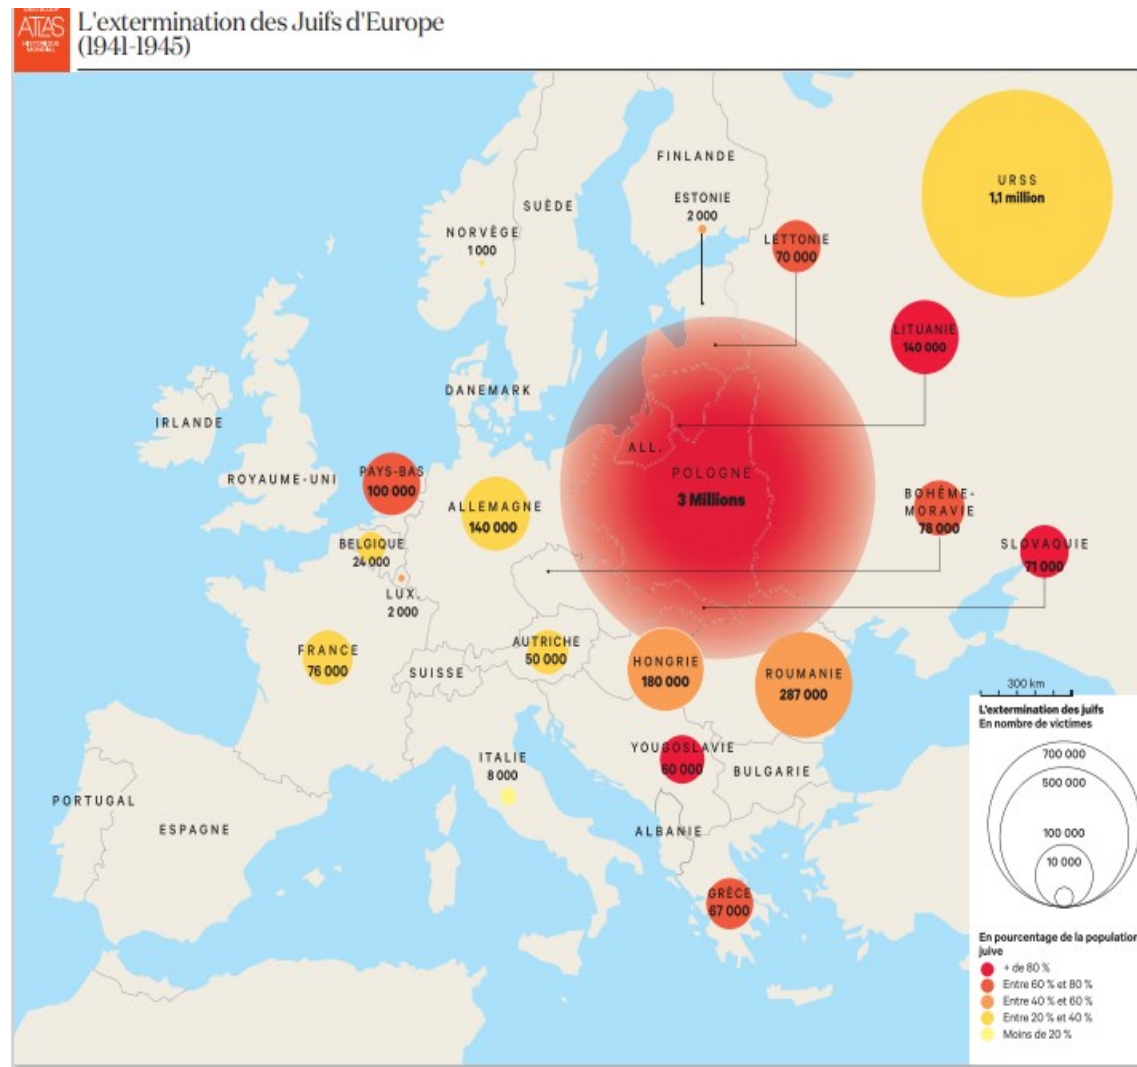 ATLAS
HISTORIQUE
MONDIAL
L'extermination des Juifs d'Europe
(1941-1945)
FINLANDE
URSS
1,1 million
ESTONIE
2 000
SUÈDE
NORVÈGE
1 000
LETTONIE
70 000
LITUANIE
140 000
DANEMARK
IRLANDE
ALL.
POLOGNE
3 Millions
PAYS-BAS
100 000
ROYAUME-UNI
ALLEMAGNE
140 000
BOHÊME-
MORAVIE
78 000
BELGIQUE
24 000
SLOVAQUIE
71 000
LUX.
2 000
AUTRICHE
50 000
FRANCE
76 000
SUISSE
HONGRIE
180 000
ROUMANIE
287 000
ITALIE
8 000
YOUGOSLAVIE
60 000
BULGARIE
PORTUGAL
ESPAGNE
ALBANIE
GRÈCE
67 000
300 km
L'extermination des juifs
En nombre de victimes
700 000
500 000
100 000
10 000
En pourcentage de la population
juive
+ de 80 %
Entre 60 % et 80 %
Entre 40 % et 60 %
Entre 20 % et 40 %
Moins de 20 %